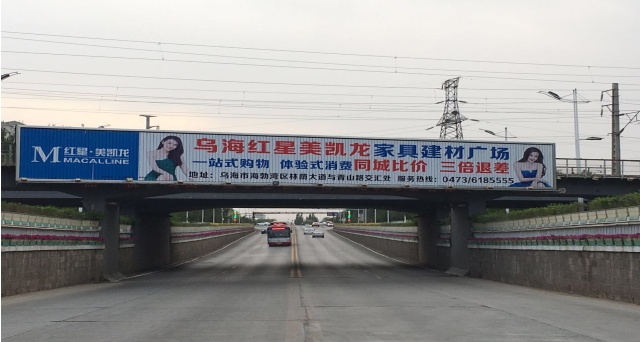 M 红星·美凯龙
MACALLINE
乌海红星美凯龙家具建材广场
一站式购物 体验式消费 同城比价 三倍退差
地址：乌海市海勃湾区林荫大道与青山路交汇处 服务热线：0473/6185555